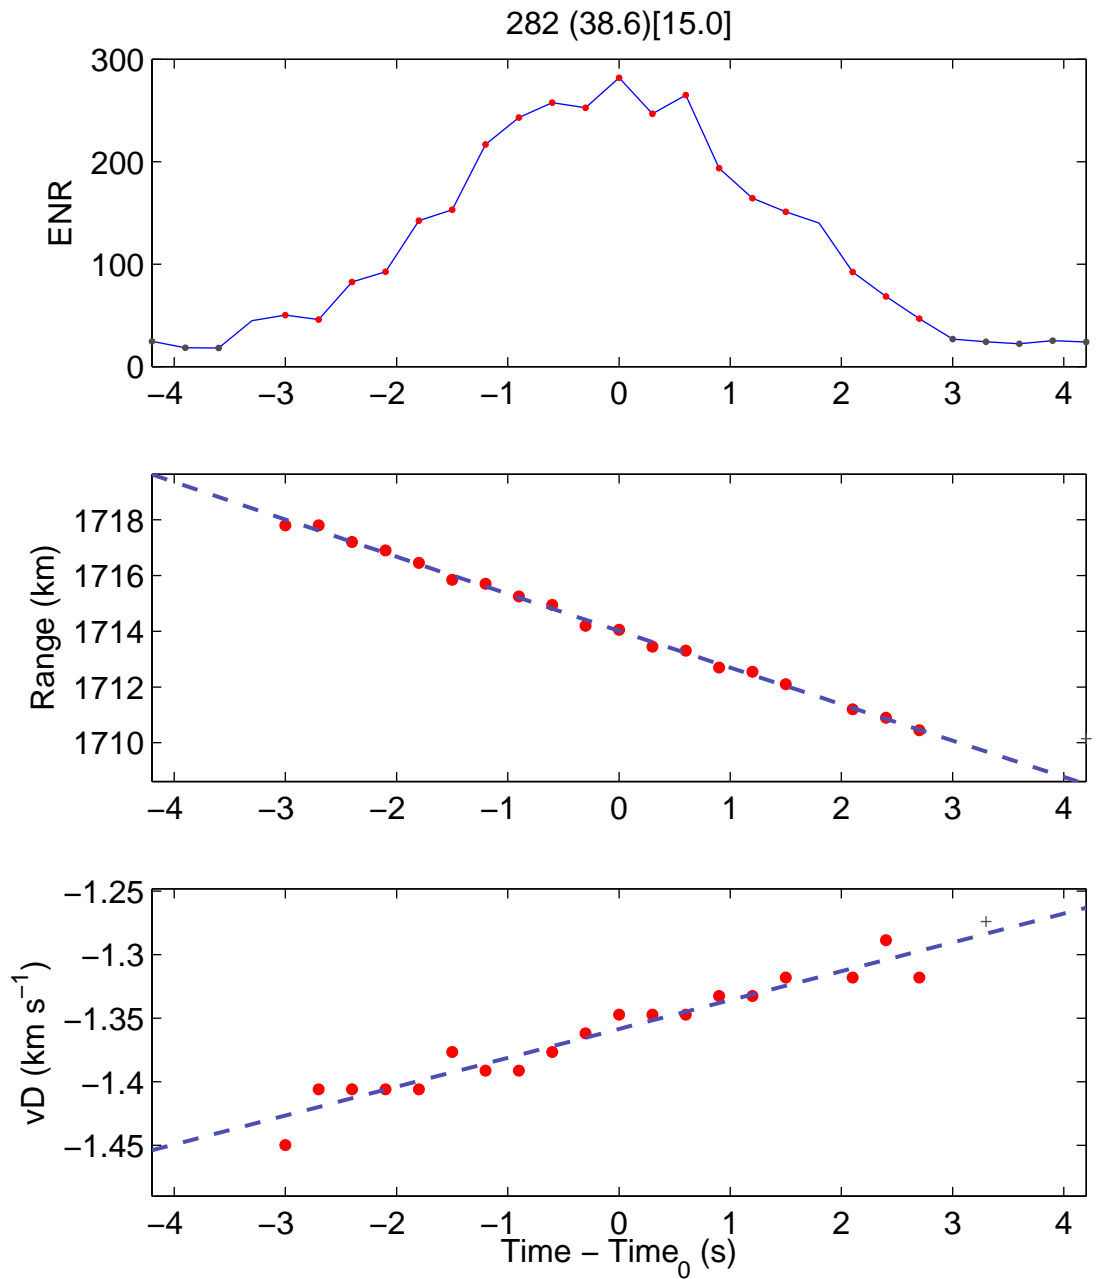 282 (38.6)[15.0]
300
200
100
0
ENR
−4 −3 −2 −1 0 1 2 3 4
1718
1716
1714
1712
1710
Range (km)
−4 −3 −2 −1 0 1 2 3 4
−1.25
−1.3
−1.35
−1.4
−1.45
vD (km s⁻¹)
−4 −3 −2 −1 0 1 2 3 4
Time − Time₀ (s)